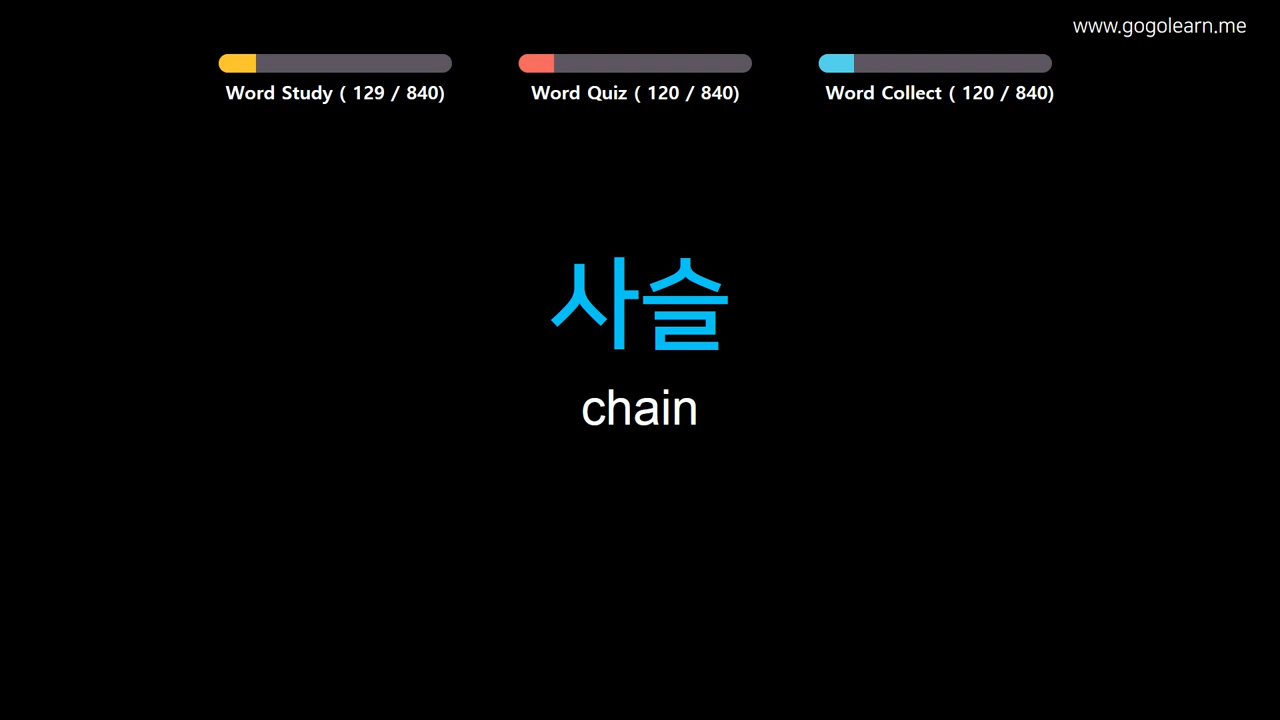 www.gogolearn.me
Word Study ( 129 / 840)
Word Quiz ( 120 / 840)
Word Collect ( 120 / 840)
사슬
chain